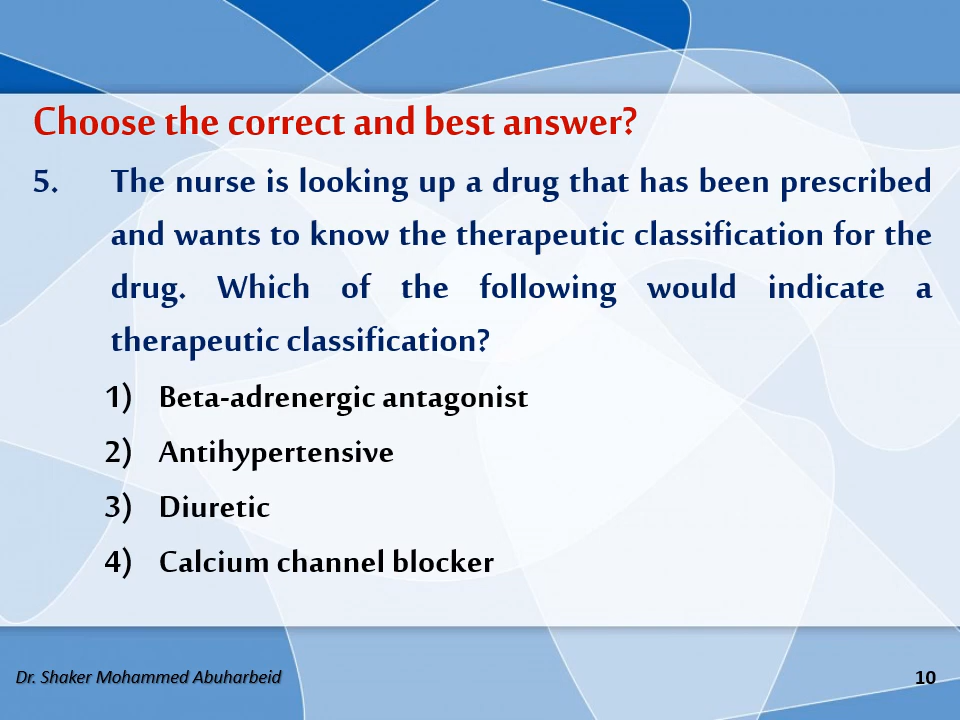 Choose the correct and best answer?
5. The nurse is looking up a drug that has been prescribed
and wants to know the therapeutic classification for the
drug. Which of the following would indicate a
therapeutic classification?
1) Beta-adrenergic antagonist
2) Antihypertensive
3) Diuretic
4) Calcium channel blocker
Dr. Shaker Mohammed Abuharbeid
10